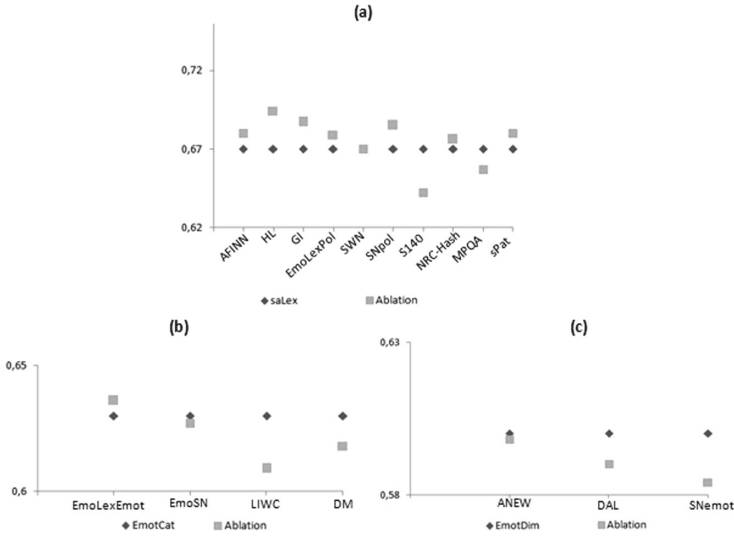 (a)
0,72
0,67
0,62
AFINN HL GI EmoLexPol SWN SNpol S140 NRC-Hash MPQA sPat
saLex Ablation
(b)
0,65
0,6
EmoLexEmot EmoSN LIWC DM
EmotCat Ablation
(c)
0,63
0,58
ANEW DAL SNemot
EmotDim Ablation